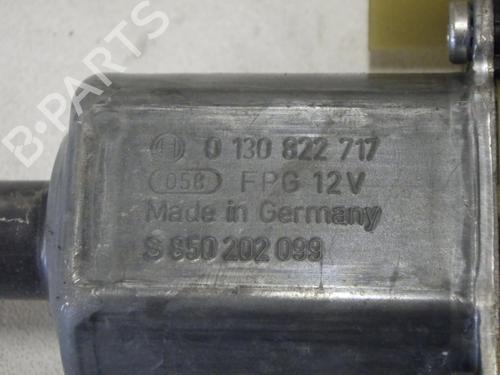 B-PARTS
0 130 822 717
058 FPG 12V
Made in Germany
S 850 202 099